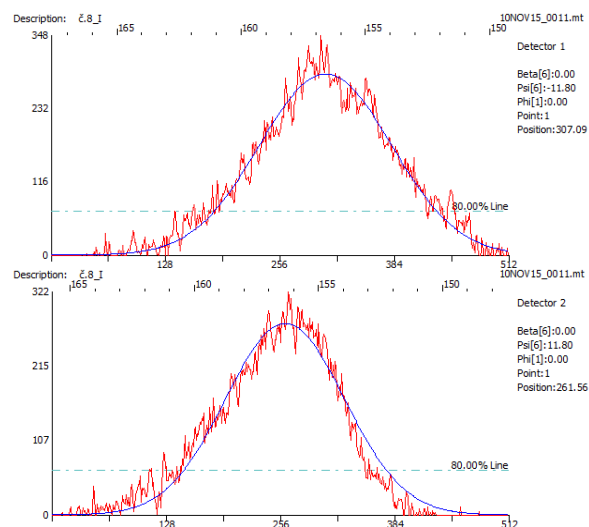 Description: č.8_I 10NOV15_0011.mt
165 160 155 150
348
232
116
0
128 256 384 512
80.00% Line
Detector 1
Beta[6]:0.00
Psi[6]:-11.80
Phi[1]:0.00
Point:1
Position:307.09
Description: č.8_I 10NOV15_0011.mt
165 160 155 150
322
215
107
0
128 256 384 512
80.00% Line
Detector 2
Beta[6]:0.00
Psi[6]:11.80
Phi[1]:0.00
Point:1
Position:261.56